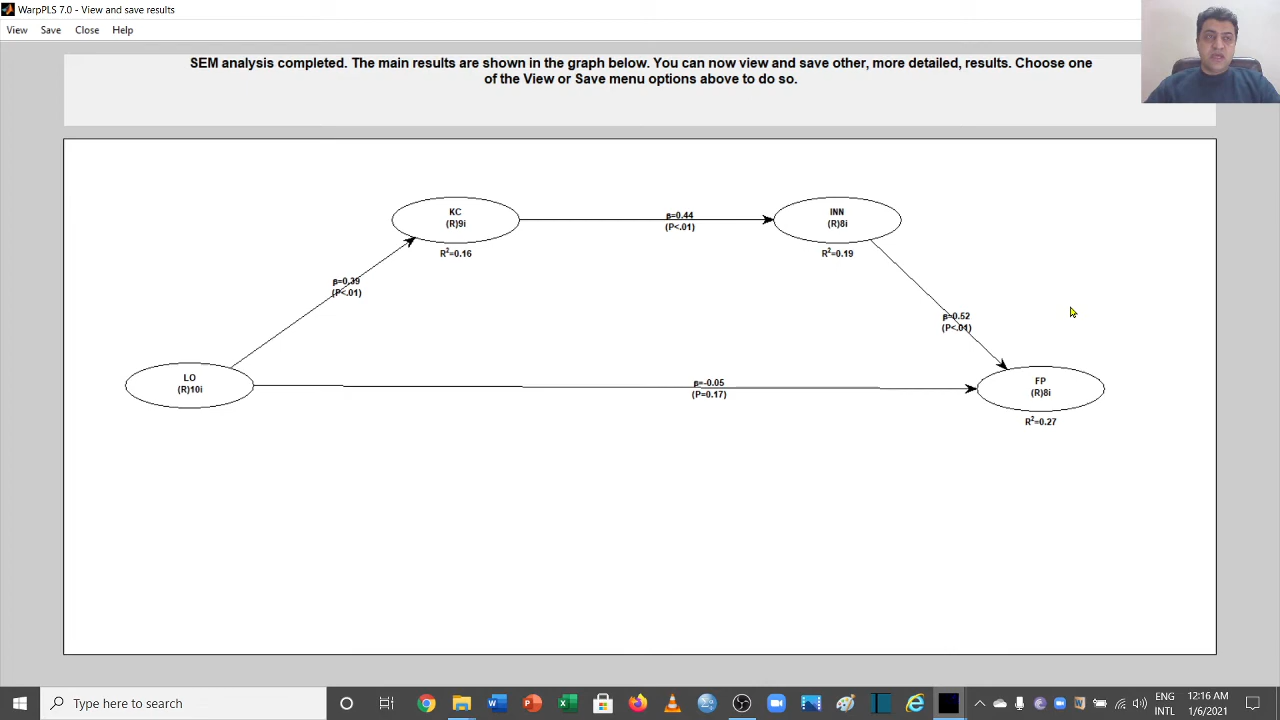 WarpPLS 7.0 - View and save results
View Save Close Help
SEM analysis completed. The main results are shown in the graph below. You can now view and save other, more detailed, results. Choose one
of the View or Save menu options above to do so.
KC
(R)9i
R²=0.16
β=0.44
(P<.01)
INN
(R)8i
R²=0.19
β=0.39
(P<.01)
β=0.52
(P<.01)
LO
(R)10i
β=-0.05
(P=0.17)
FP
(R)8i
R²=0.27
Type here to search
ENG
INTL
12:16 AM
1/6/2021